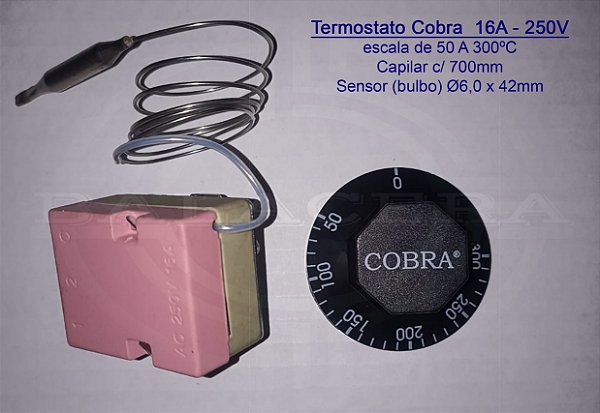 Termostato Cobra 16A - 250V
escala de 50 A 300ºC
Capilar c/ 700mm
Sensor (bulbo) Ø6,0 x 42mm
0
50
100
150
200
250
300
COBRA®
1 2 C
AC 250V 16A